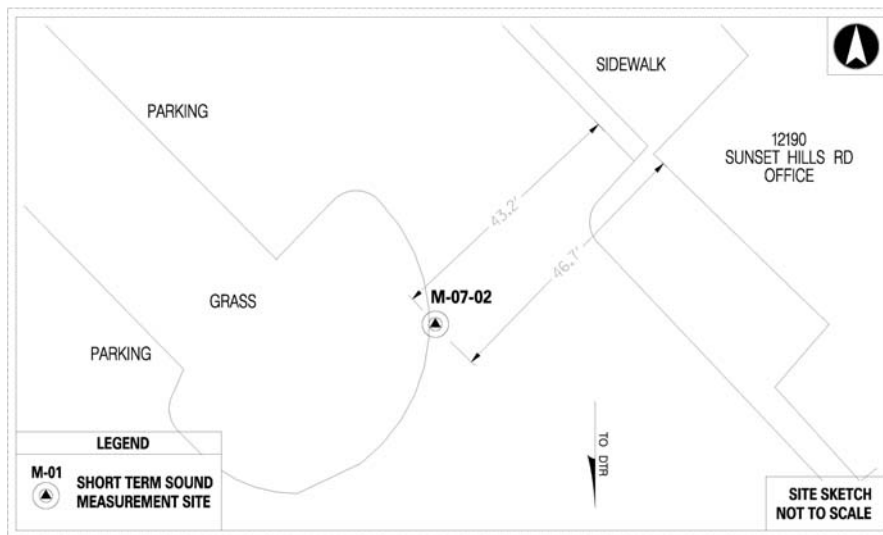 SIDEWALK
PARKING
12190
SUNSET HILLS RD
OFFICE
43.2'
46.7'
GRASS
M-07-02
PARKING
TO DTR
LEGEND
M-01
SHORT TERM SOUND
MEASUREMENT SITE
SITE SKETCH
NOT TO SCALE